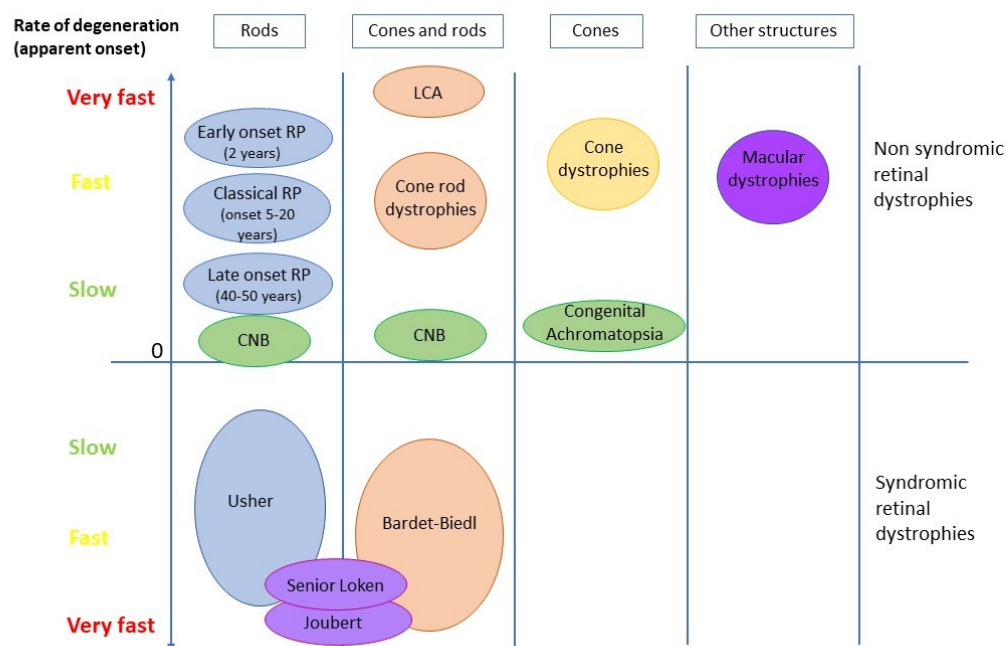 Rate of degeneration
(apparent onset)
Rods
Cones and rods
Cones
Other structures
Very fast
LCA
Early onset RP
(2 years)
Cone
dystrophies
Macular
dystrophies
Non syndromic
retinal
dystrophies
Fast
Classical RP
(onset 5-20
years)
Cone rod
dystrophies
Slow
Late onset RP
(40-50 years)
CNB
CNB
Congenital
Achromatopsia
0
Slow
Usher
Bardet-Biedl
Syndromic
retinal
dystrophies
Fast
Senior Loken
Joubert
Very fast